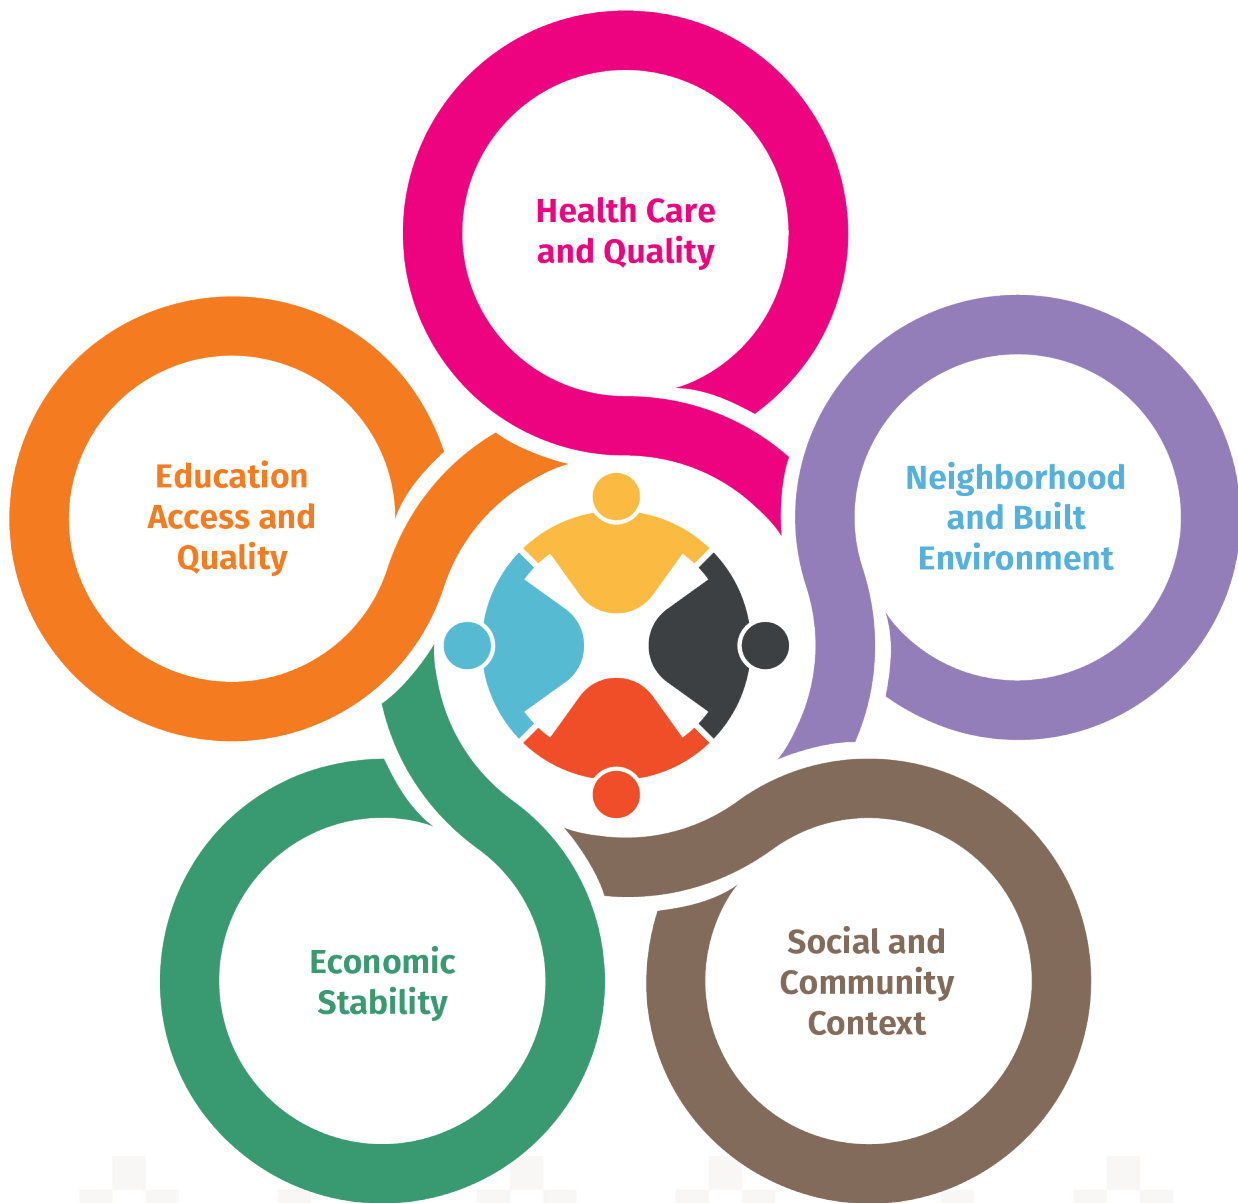 Health Care
and Quality
Education
Access and
Quality
Neighborhood
and Built
Environment
Economic
Stability
Social and
Community
Context